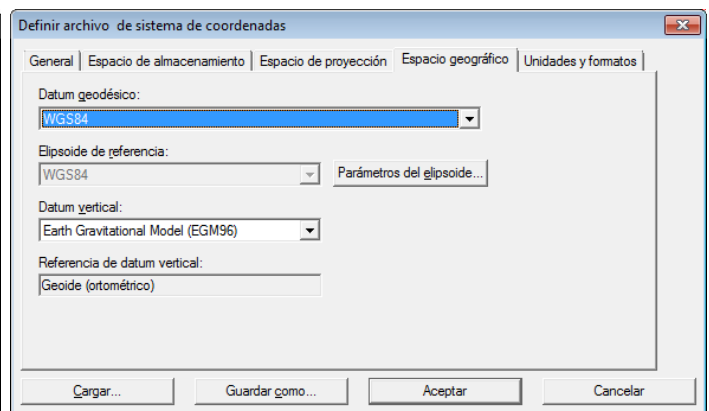 Definir archivo de sistema de coordenadas
General Espacio de almacenamiento Espacio de proyección Espacio geográfico Unidades y formatos
Datum geodésico:
WGS84
Elipsoide de referencia:
WGS84 Parámetros del elipsoide...
Datum vertical:
Earth Gravitational Model (EGM96)
Referencia de datum vertical:
Geoide (ortométrico)
Cargar... Guardar como... Aceptar Cancelar